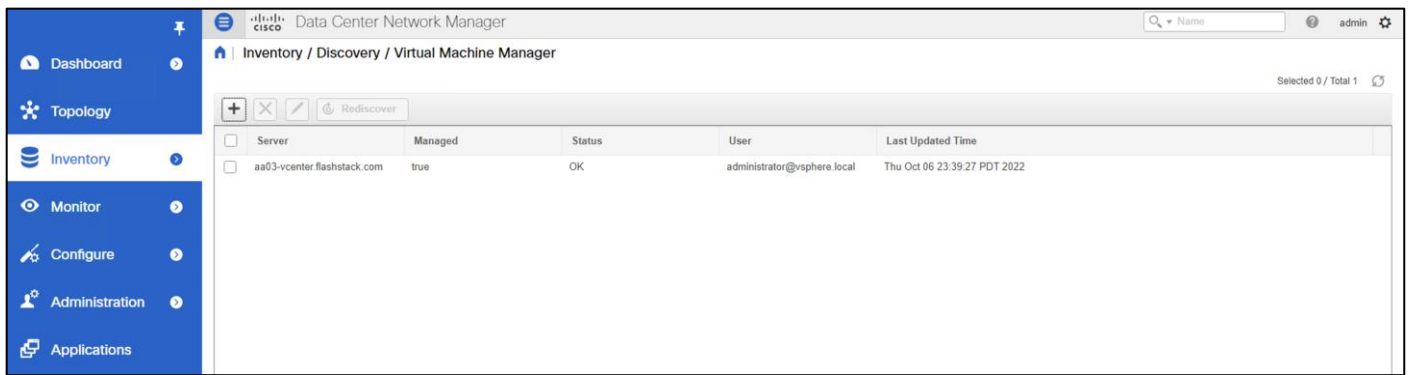 cisco Data Center Network Manager
Name
admin
Inventory / Discovery / Virtual Machine Manager
Selected 0 / Total 1
Dashboard
Topology
Inventory
Monitor
Configure
Administration
Applications
Rediscover
Server Managed Status User Last Updated Time
aa03-vcenter.flashstack.com true OK administrator@vsphere.local Thu Oct 06 23:39:27 PDT 2022